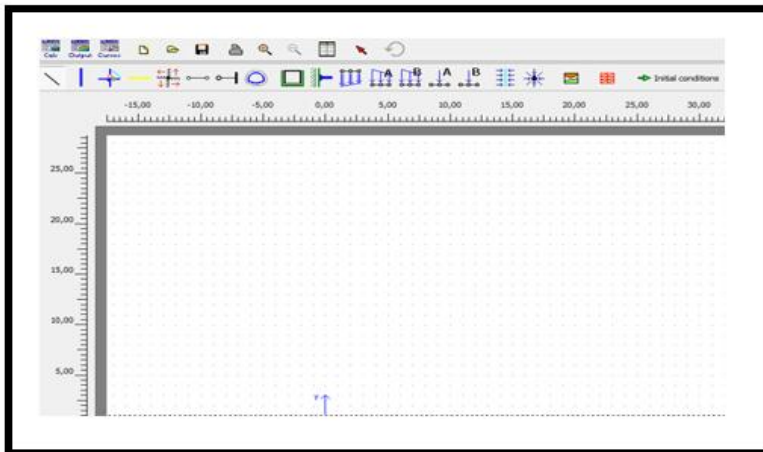 Calc Output Curves
A B A B Initial conditions
-15,00 -10,00 -5,00 0,00 5,00 10,00 15,00 20,00 25,00 30,00
25,00
20,00
15,00
10,00
5,00
Y